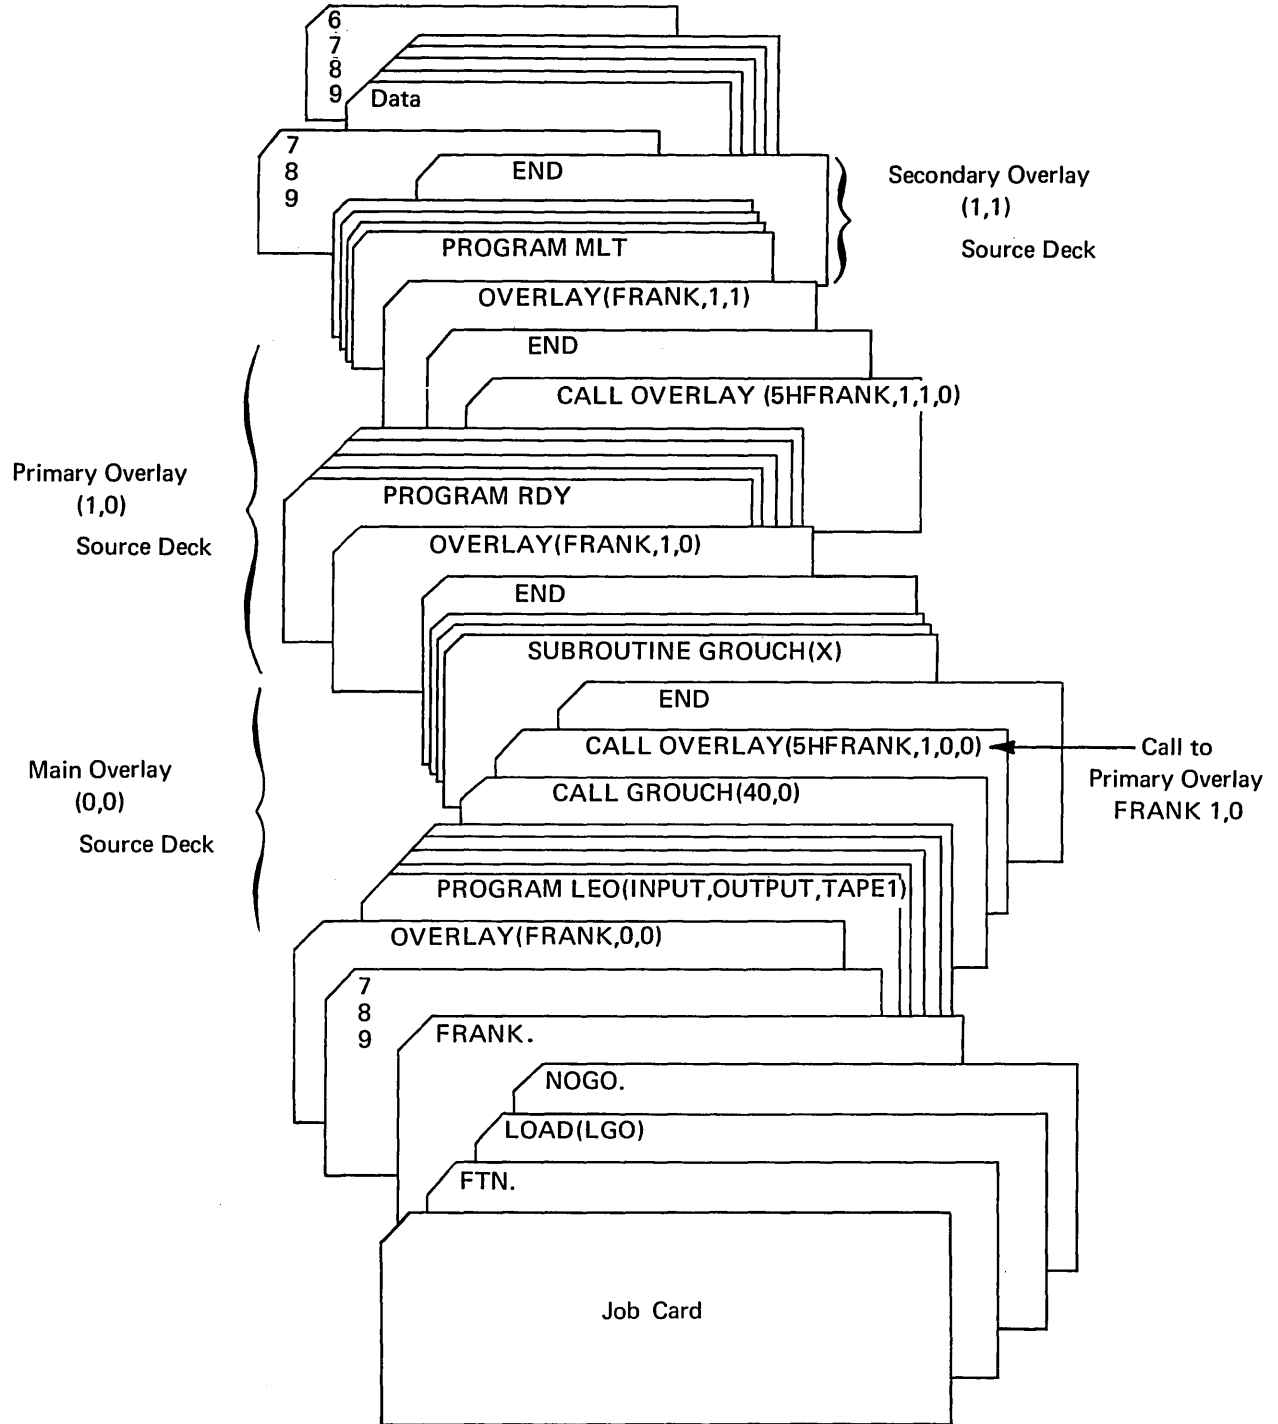 6
7
8
9
Data
7
8
9
END
Secondary Overlay
(1,1)
Source Deck
PROGRAM MLT
OVERLAY(FRANK,1,1)
END
CALL OVERLAY (5HFRANK,1,1,0)
Primary Overlay
(1,0)
Source Deck
PROGRAM RDY
OVERLAY(FRANK,1,0)
END
SUBROUTINE GROUCH(X)
END
CALL OVERLAY(5HFRANK,1,0,0)
Call to
Primary Overlay
FRANK 1,0
Main Overlay
(0,0)
Source Deck
CALL GROUCH(40,0)
PROGRAM LEO(INPUT,OUTPUT,TAPE1)
OVERLAY(FRANK,0,0)
7
8
9
FRANK.
NOGO.
LOAD(LGO)
FTN.
Job Card